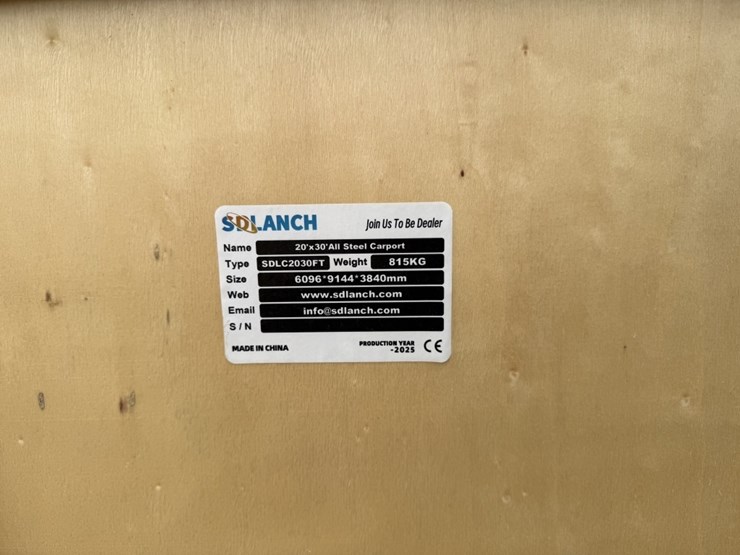 SDLANCH Join Us To Be Dealer
Name 20'x30'All Steel Carport
Type SDLC2030FT Weight 815KG
Size 6096*9144*3840mm
Web www.sdlanch.com
Email info@sdlanch.com
S/N
MADE IN CHINA PRODUCTION YEAR
-2025 CE